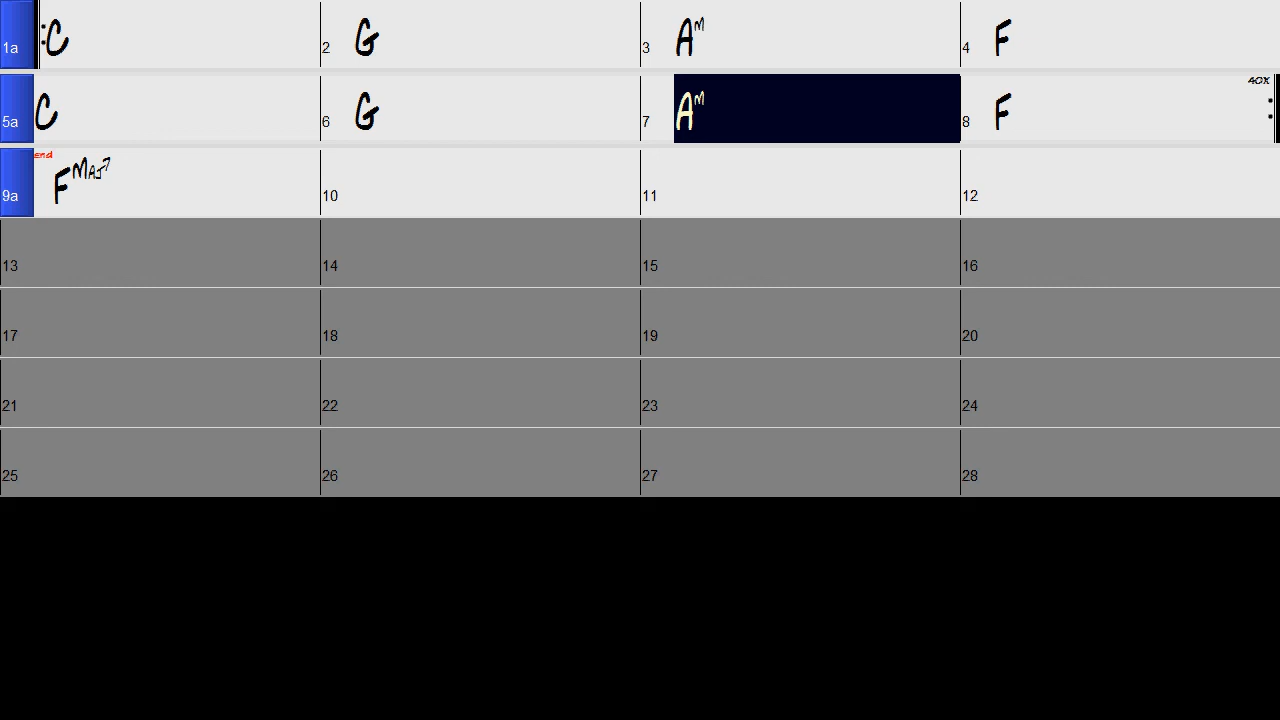 1a C 2 G 3 Am 4 F
40x
5a C 6 G 7 Am 8 F
end
9a FMaj7 10 11 12
13 14 15 16
17 18 19 20
21 22 23 24
25 26 27 28